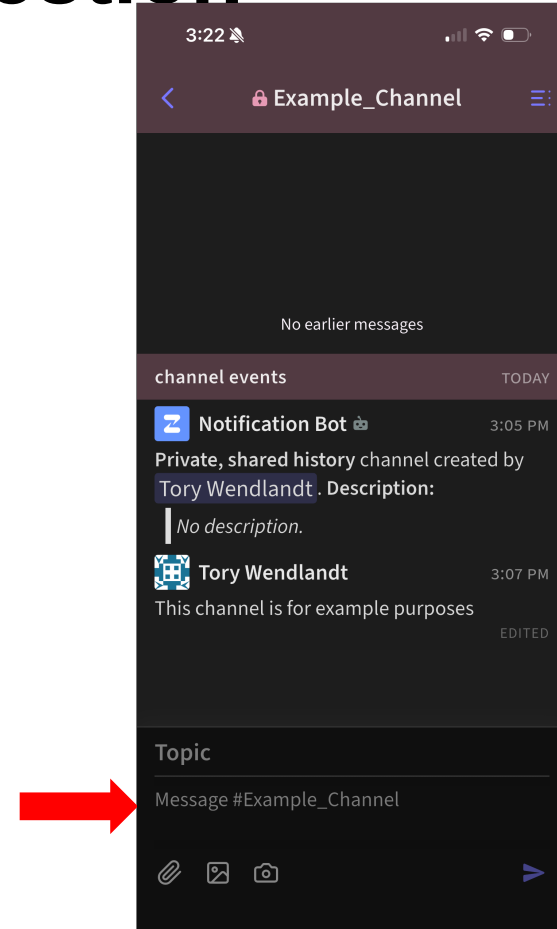 3:22
Example_Channel
No earlier messages
channel events TODAY
Notification Bot 3:05 PM
Private, shared history channel created by
Tory Wendlandt. Description:
No description.
Tory Wendlandt 3:07 PM
This channel is for example purposes
EDITED
Topic
Message #Example_Channel